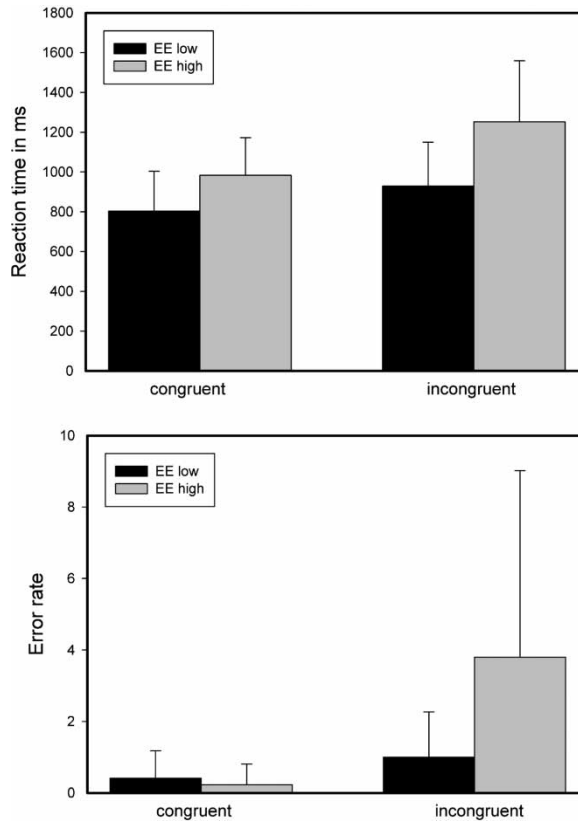 1800
1600
1400
1200
1000
800
600
400
200
0
Reaction time in ms
EE low
EE high
congruent incongruent
10
8
6
4
2
0
Error rate
EE low
EE high
congruent incongruent